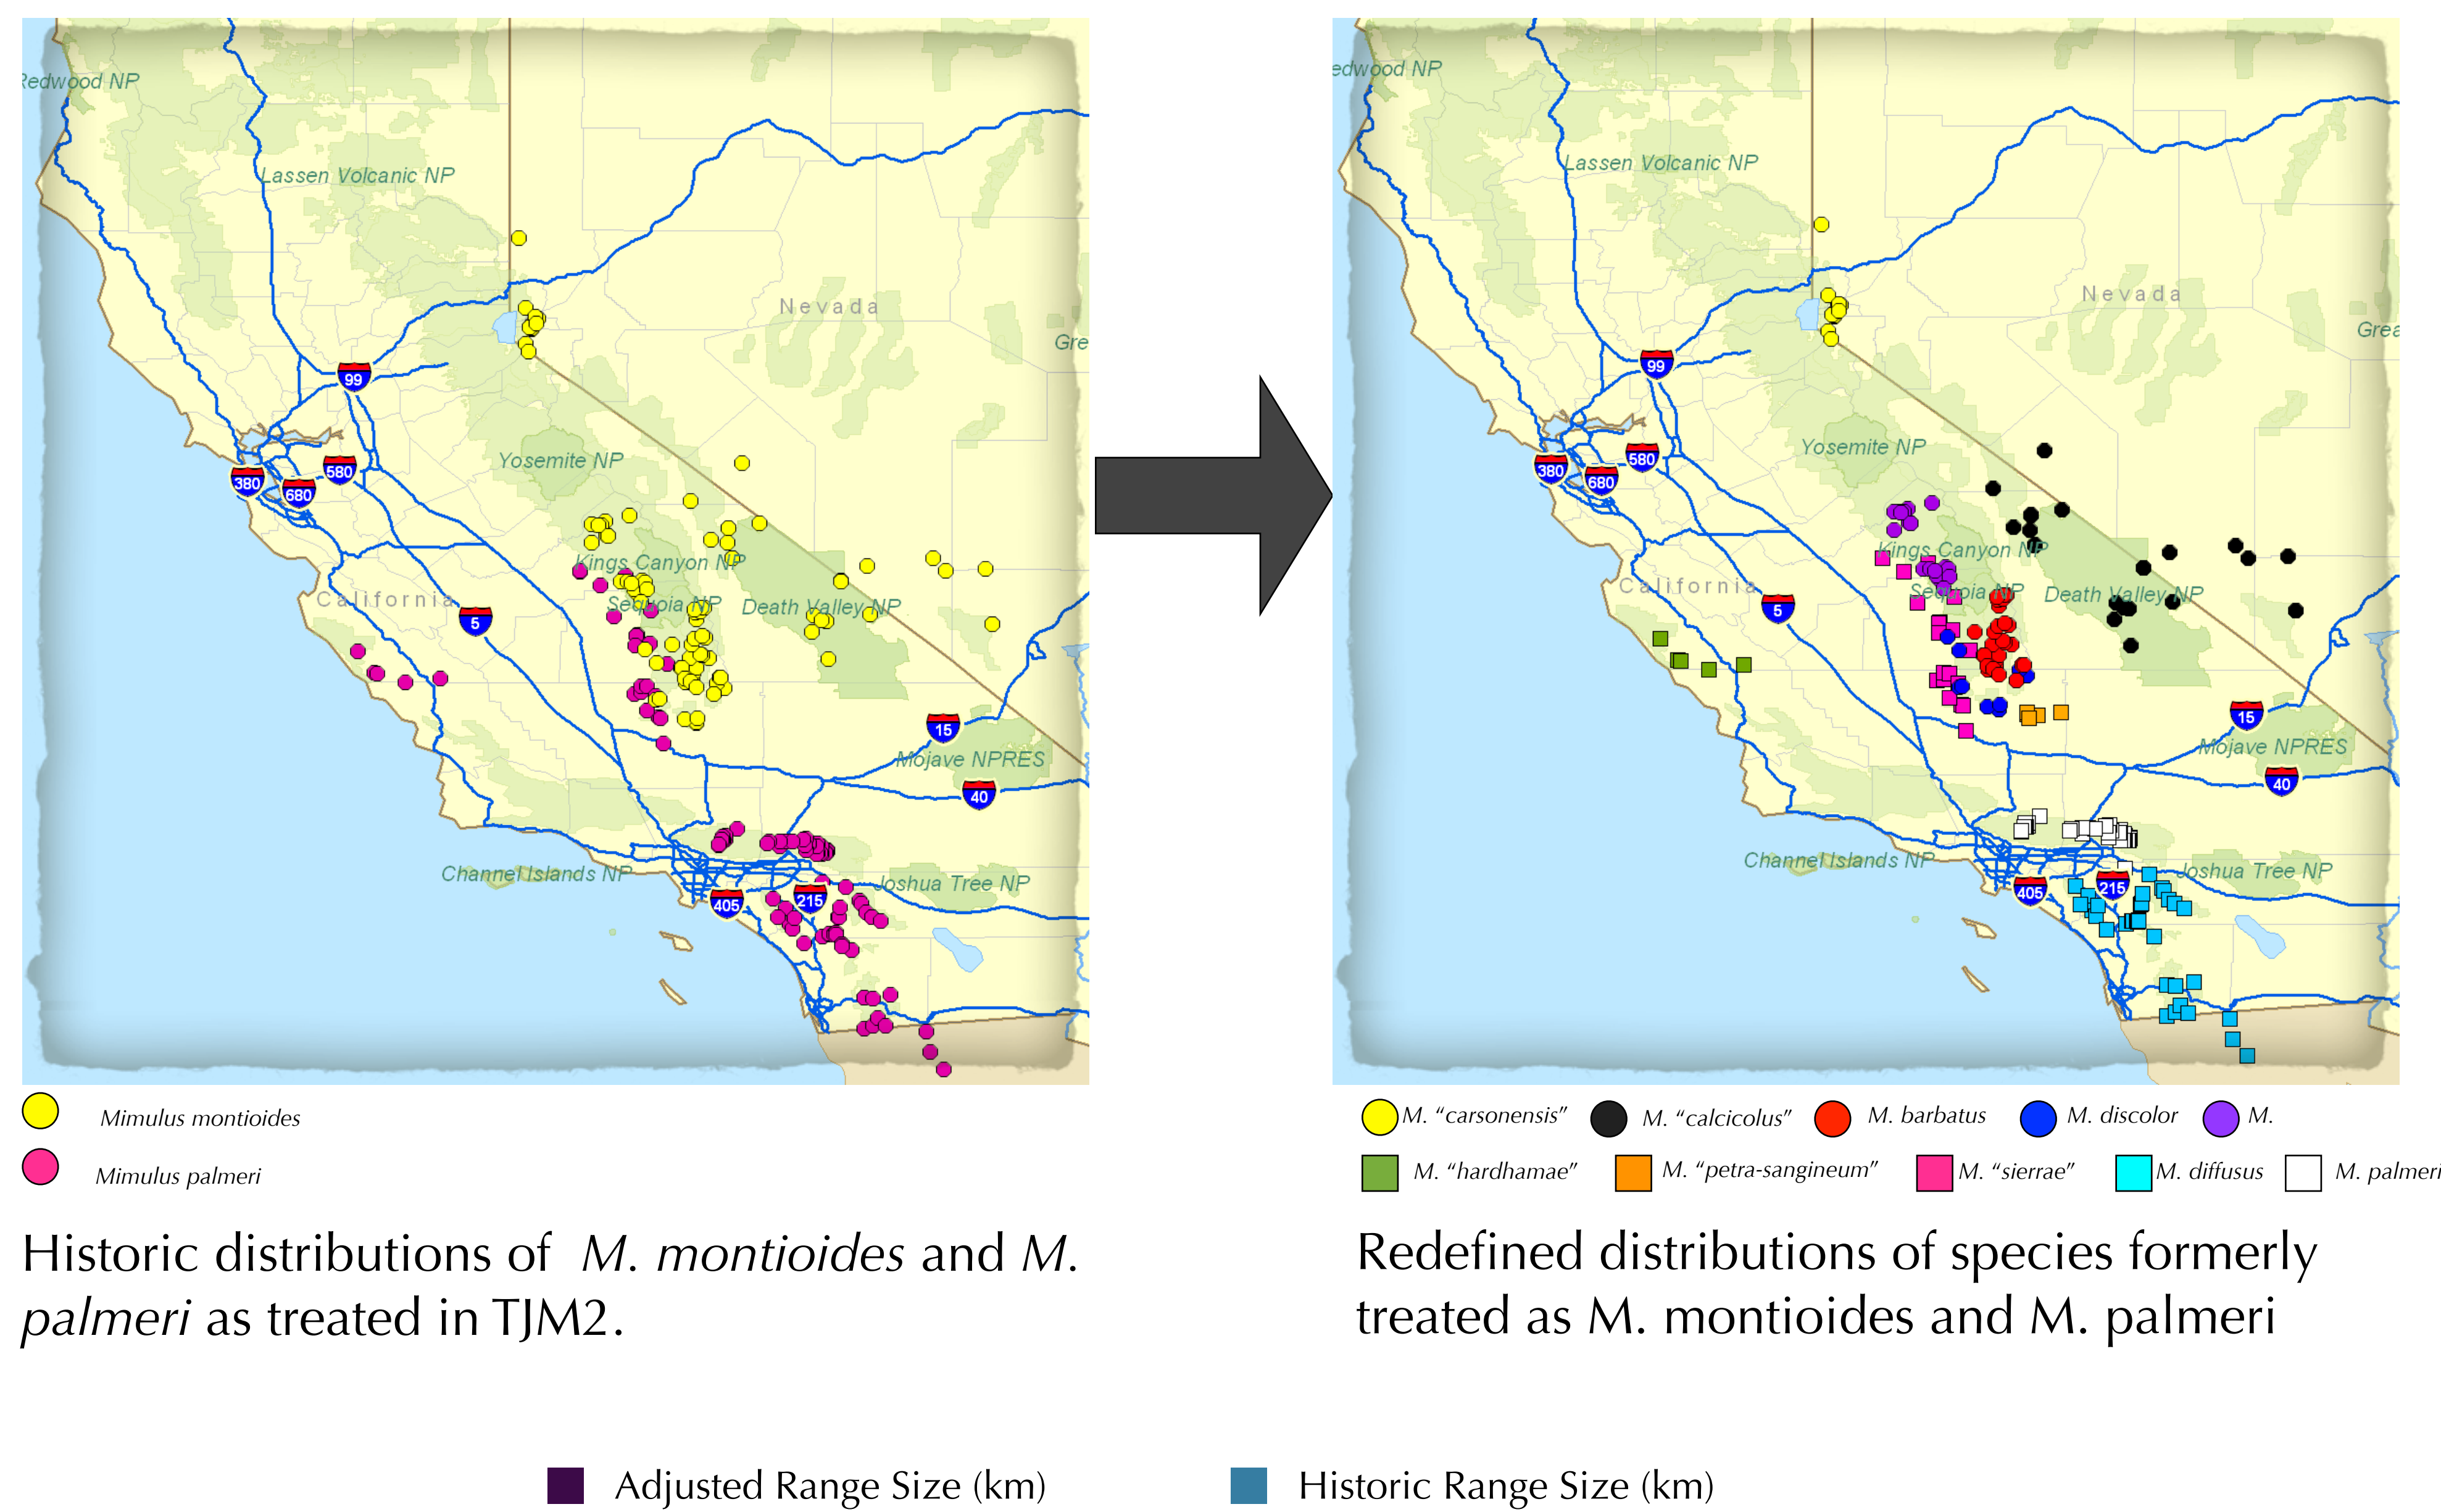 Redwood NP
Lassen Volcanic NP
Nevada
Gre
99
Yosemite NP
580
380
680
Kings Canyon NP
California
Sequoia NP
Death Valley NP
5
15
Mojave NPRES
40
Channel Islands NP
Joshua Tree NP
405
215
edwood NP
Lassen Volcanic NP
Nevada
Grea
99
Yosemite NP
580
380
680
Kings Canyon NP
California
Sequoia NP
Death Valley NP
5
15
Mojave NPRES
40
Channel Islands NP
Joshua Tree NP
405
215
Mimulus montioides
Mimulus palmeri
M. “carsonensis” M. “calcicolus” M. barbatus M. discolor M.
M. “hardhamae” M. “petra-sangineum” M. “sierrae” M. diffusus M. palmeri
Historic distributions of M. montioides and M.
palmeri as treated in TJM2.
Redefined distributions of species formerly
treated as M. montioides and M. palmeri
Adjusted Range Size (km) Historic Range Size (km)